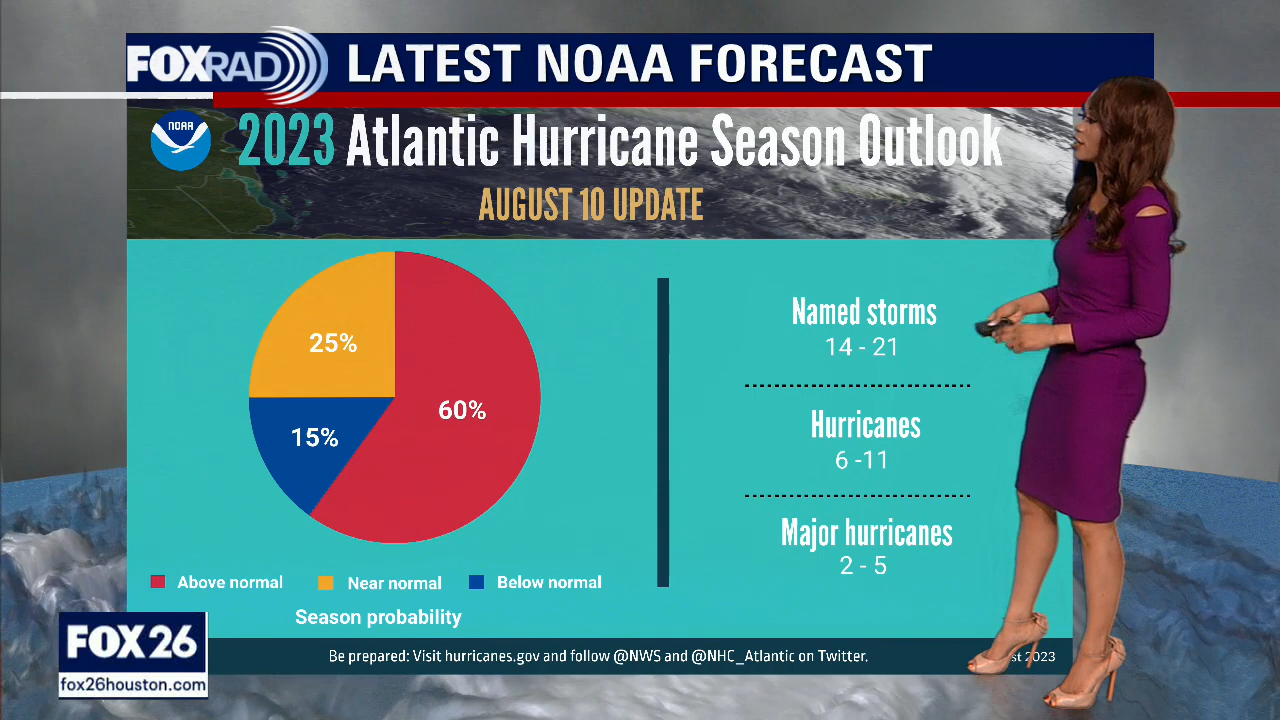 FOXRAD LATEST NOAA FORECAST
NOAA
2023 Atlantic Hurricane Season Outlook
AUGUST 10 UPDATE
25%
60%
15%
Above normal
Near normal
Below normal
Season probability
Named storms
14 - 21
Hurricanes
6 -11
Major hurricanes
2 - 5
FOX 26
fox26houston.com
Be prepared: Visit hurricanes.gov and follow @NWS and @NHC_Atlantic on Twitter.
2023